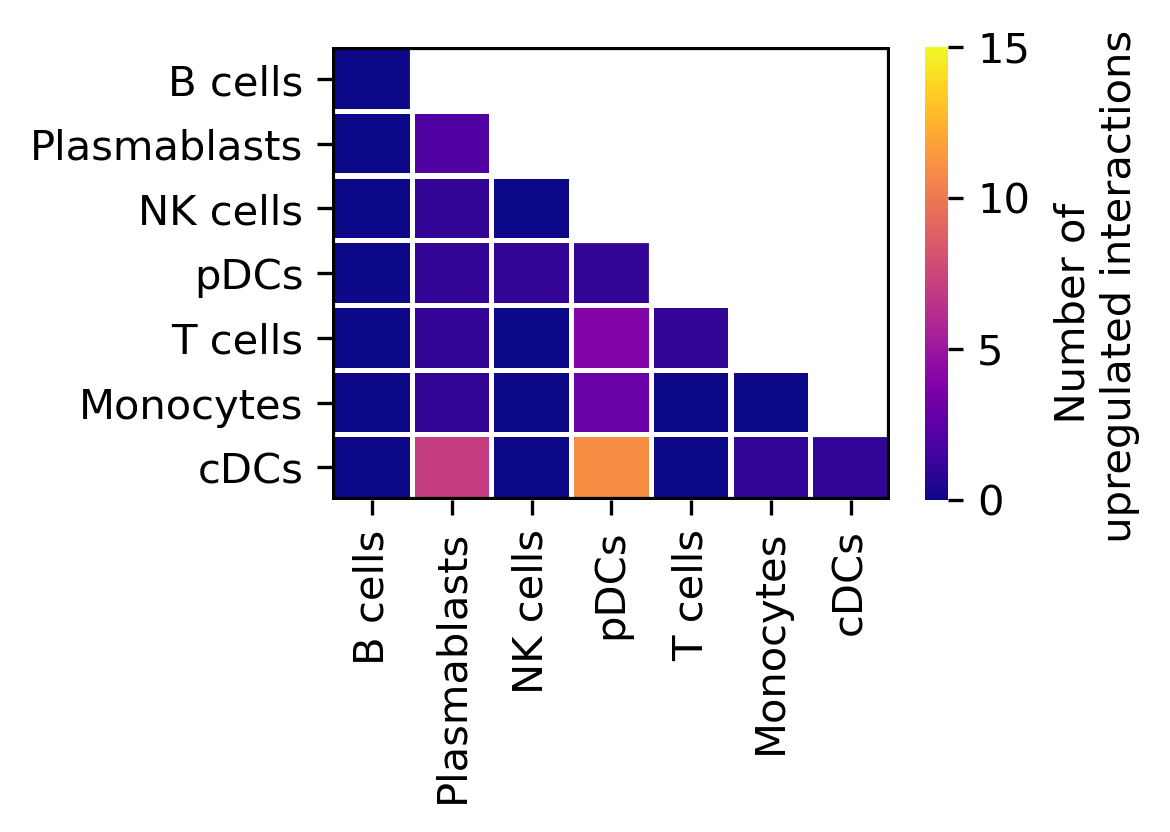 B cells
Plasmablasts
NK cells
pDCs
T cells
Monocytes
cDCs
B cells
Plasmablasts
NK cells
pDCs
T cells
Monocytes
cDCs
15
10
5
0
Number of
upregulated interactions